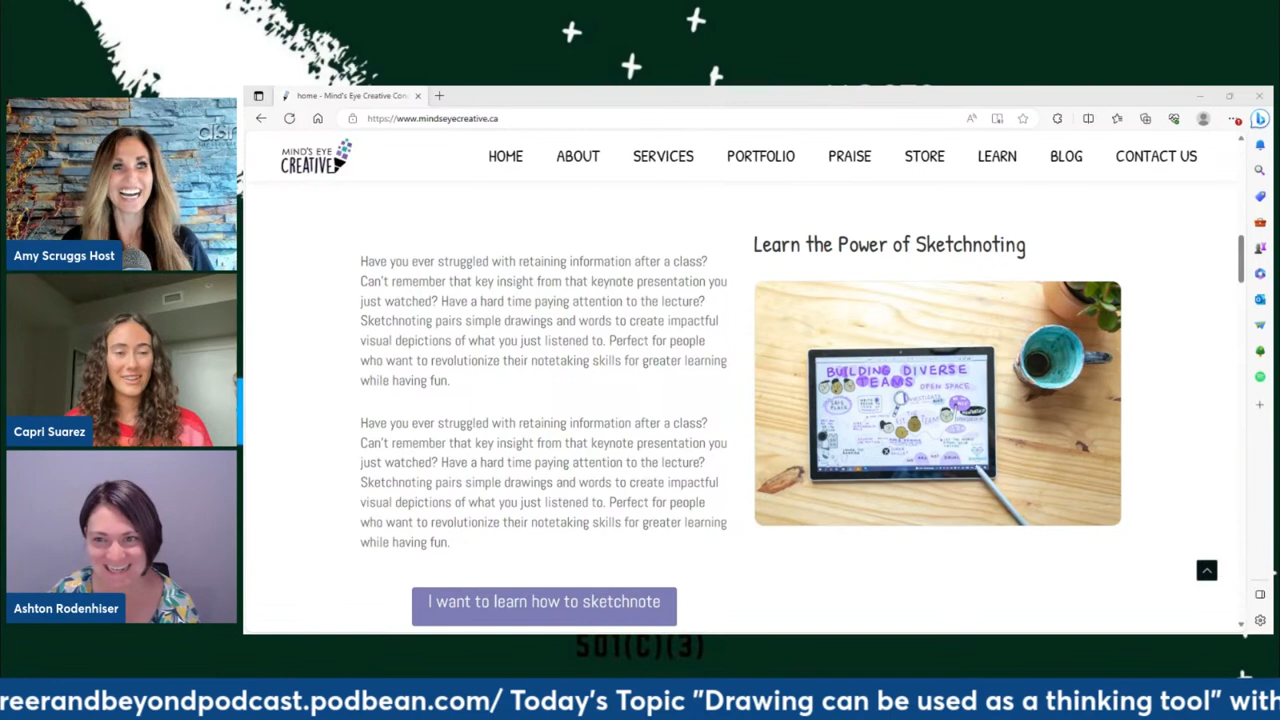 Amy Scruggs Host
Capri Suarez
Ashton Rodenhiser
home - Mind's Eye Creative Con
https://www.mindseyecreative.ca
MIND'S EYE
CREATIVE
HOME
ABOUT
SERVICES
PORTFOLIO
PRAISE
STORE
LEARN
BLOG
CONTACT US
Have you ever struggled with retaining information after a class?
Can't remember that key insight from that keynote presentation you
just watched? Have a hard time paying attention to the lecture?
Sketchnoting pairs simple drawings and words to create impactful
visual depictions of what you just listened to. Perfect for people
who want to revolutionize their notetaking skills for greater learning
while having fun.
Have you ever struggled with retaining information after a class?
Can't remember that key insight from that keynote presentation you
just watched? Have a hard time paying attention to the lecture?
Sketchnoting pairs simple drawings and words to create impactful
visual depictions of what you just listened to. Perfect for people
who want to revolutionize their notetaking skills for greater learning
while having fun.
I want to learn how to sketchnote
Learn the Power of Sketchnoting
BUILDING DIVERSE
TEAMS
OPEN SPACE
501(C)(3)
reerandbeyondpodcast.podbean.com/ Today's Topic "Drawing can be used as a thinking tool" with